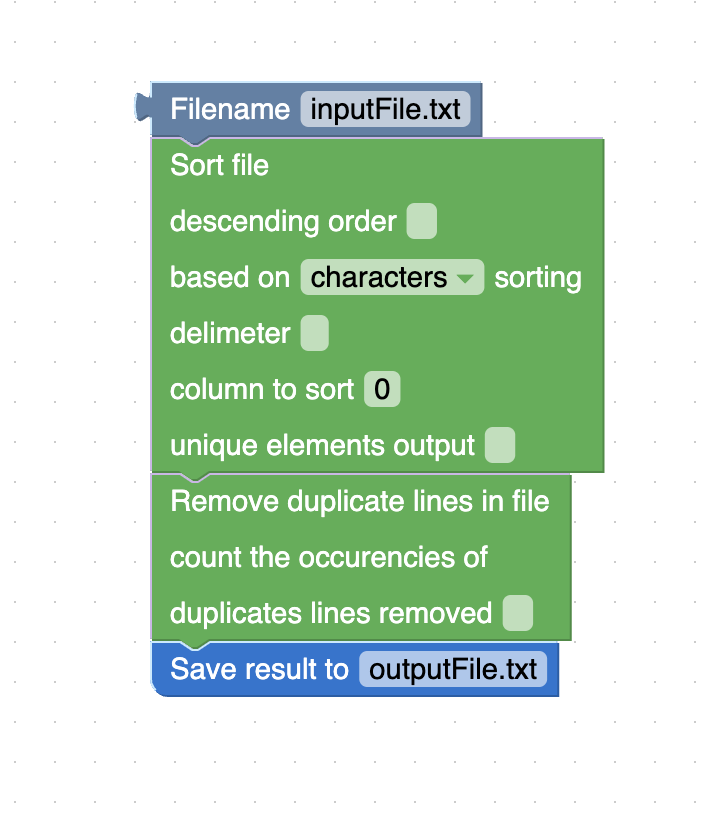 Filename inputFile.txt
Sort file
descending order
based on characters sorting
delimeter
column to sort 0
unique elements output
Remove duplicate lines in file
count the occurencies of
duplicates lines removed
Save result to outputFile.txt